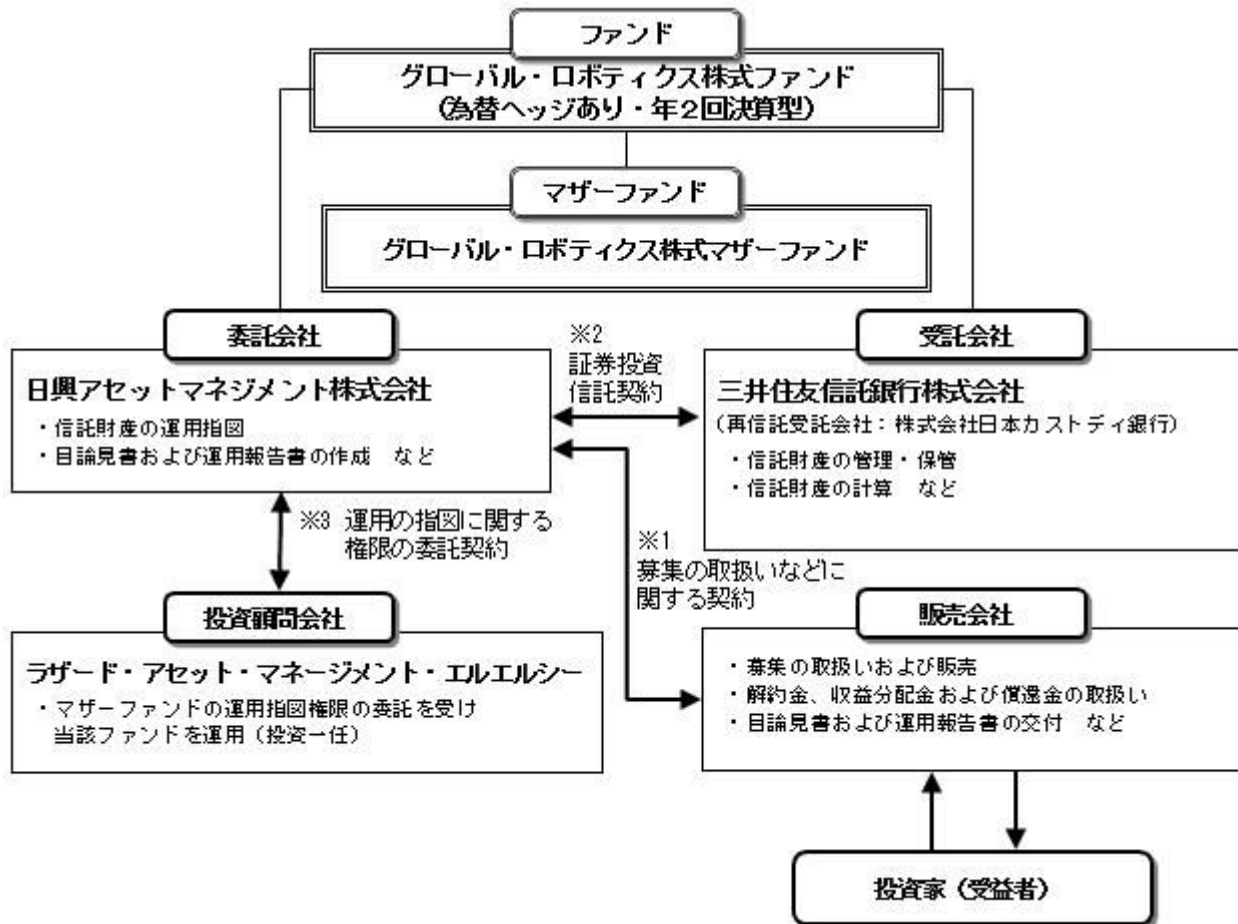 ファンド
グローバル・ロボティクス株式ファンド
(為替ヘッジあり・年2回決算型)
マザーファンド
グローバル・ロボティクス株式マザーファンド
委託会社
日興アセットマネジメント株式会社
・信託財産の運用指図
・目論見書および運用報告書の作成 など
※2
証券投資
信託契約
受託会社
三井住友信託銀行株式会社
(再信託受託会社:株式会社日本カストディ銀行)
・信託財産の管理・保管
・信託財産の計算 など
※3 運用の指図に関する
権限の委託契約
※1
募集の取扱いなどに
関する契約
投資顧問会社
ラザード・アセット・マネージメント・エルエルシー
・マザーファンドの運用指図権限の委託を受け
当該ファンドを運用(投資一任)
販売会社
・募集の取扱いおよび販売
・解約金、収益分配金および償還金の取扱い
・目論見書および運用報告書の交付 など
投資家(受益者)